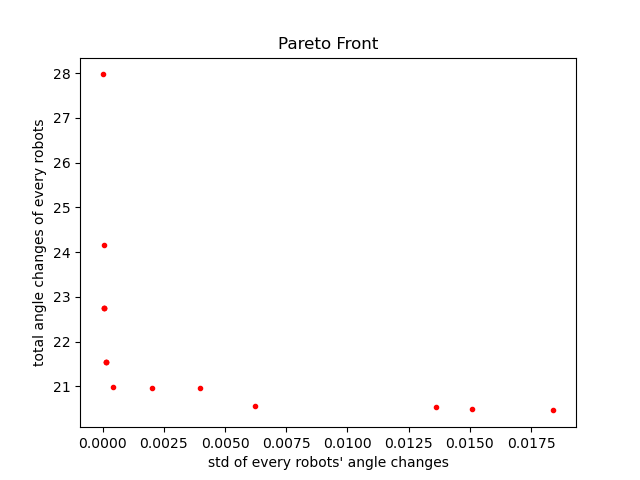 Pareto Front
28
27
26
25
24
23
22
21
total angle changes of every robots
0.0000 0.0025 0.0050 0.0075 0.0100 0.0125 0.0150 0.0175
std of every robots' angle changes